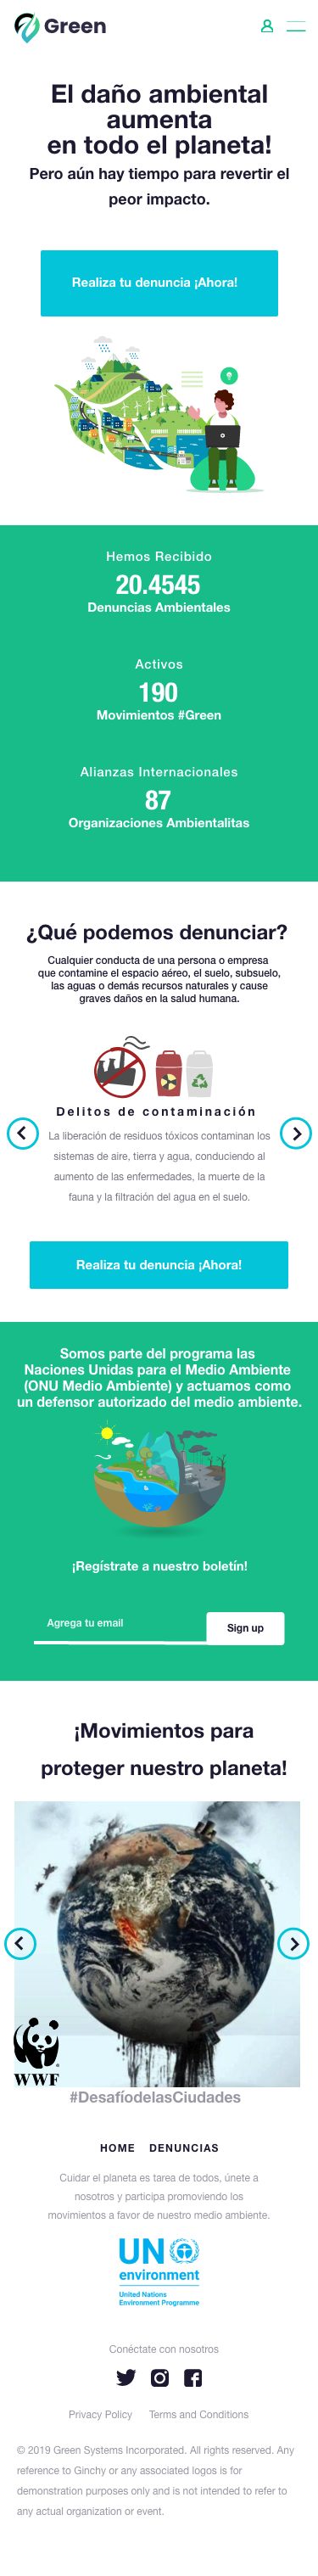 Green
El daño ambiental
aumenta
en todo el planeta!
Pero aún hay tiempo para revertir el
peor impacto.
Realiza tu denuncia ¡Ahora!
Hemos Recibido
20.4545
Denuncias Ambientales
Activos
190
Movimientos #Green
Alianzas Internacionales
87
Organizaciones Ambientalitas
¿Qué podemos denunciar?
Cualquier conducta de una persona o empresa
que contamine el espacio aéreo, el suelo, subsuelo,
las aguas o demás recursos naturales y cause
graves daños en la salud humana.
Delitos de contaminación
La liberación de residuos tóxicos contaminan los
sistemas de aire, tierra y agua, conduciendo al
aumento de las enfermedades, la muerte de la
fauna y la filtración del agua en el suelo.
Realiza tu denuncia ¡Ahora!
Somos parte del programa las
Naciones Unidas para el Medio Ambiente
(ONU Medio Ambiente) y actuamos como
un defensor autorizado del medio ambiente.
¡Regístrate a nuestro boletín!
Agrega tu email
Sign up
¡Movimientos para
proteger nuestro planeta!
WWF
#DesafíodelasCiudades
HOME DENUNCIAS
Cuidar el planeta es tarea de todos, únete a
nosotros y participa promoviendo los
movimientos a favor de nuestro medio ambiente.
UN
environment
United Nations
Environment Programme
Conéctate con nosotros
Privacy Policy Terms and Conditions
© 2019 Green Systems Incorporated. All rights reserved. Any
reference to Ginchy or any associated logos is for
demonstration purposes only and is not intended to refer to
any actual organization or event.